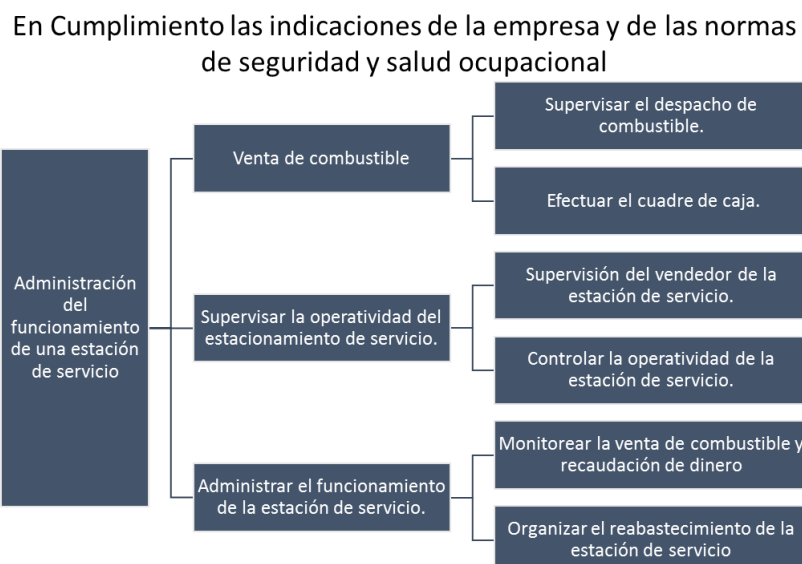 En Cumplimiento las indicaciones de la empresa y de las normas
de seguridad y salud ocupacional
Administración
del
funcionamiento
de una estación
de servicio
Venta de combustible
Supervisar el despacho de
combustible.
Efectuar el cuadre de caja.
Supervisar la operatividad del
estacionamiento de servicio.
Supervisión del vendedor de la
estación de servicio.
Controlar la operatividad de la
estación de servicio.
Administrar el funcionamiento
de la estación de servicio.
Monitorear la venta de combustible y
recaudación de dinero
Organizar el reabastecimiento de la
estación de servicio